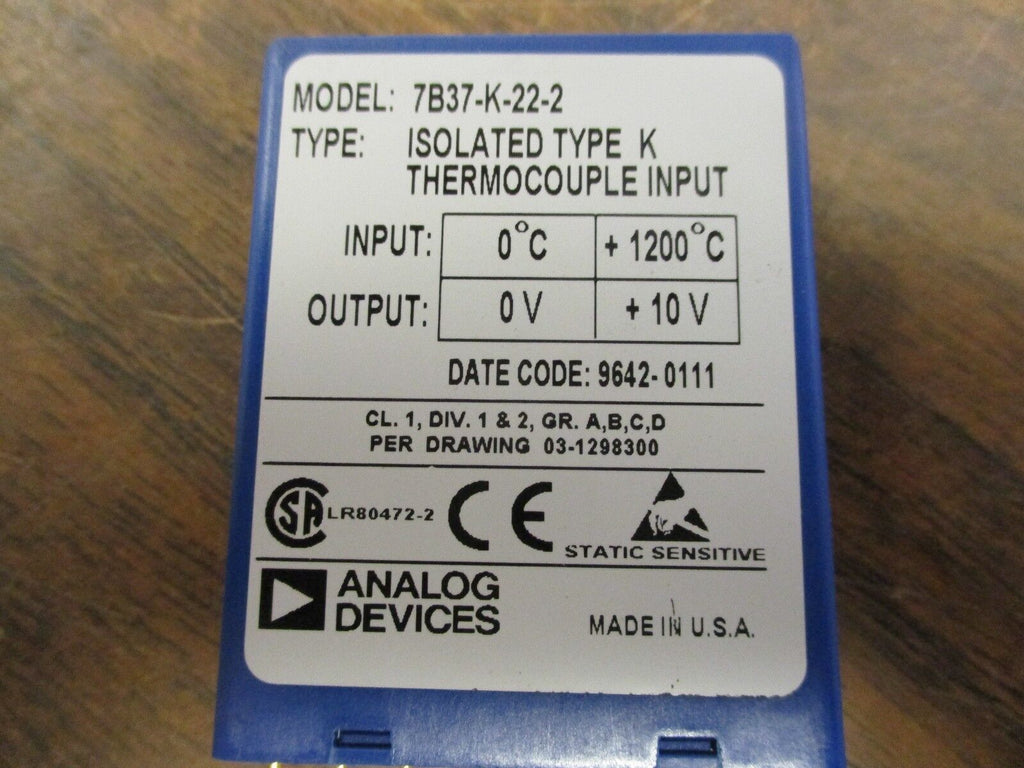 MODEL: 7B37-K-22-2
TYPE: ISOLATED TYPE K
THERMOCOUPLE INPUT
INPUT: 0°C + 1200°C
OUTPUT: 0 V + 10 V
DATE CODE: 9642-0111
CL. 1, DIV. 1 & 2, GR. A,B,C,D
PER DRAWING 03-1298300
SA LR80472-2 CE
STATIC SENSITIVE
ANALOG
DEVICES
MADE IN U.S.A.